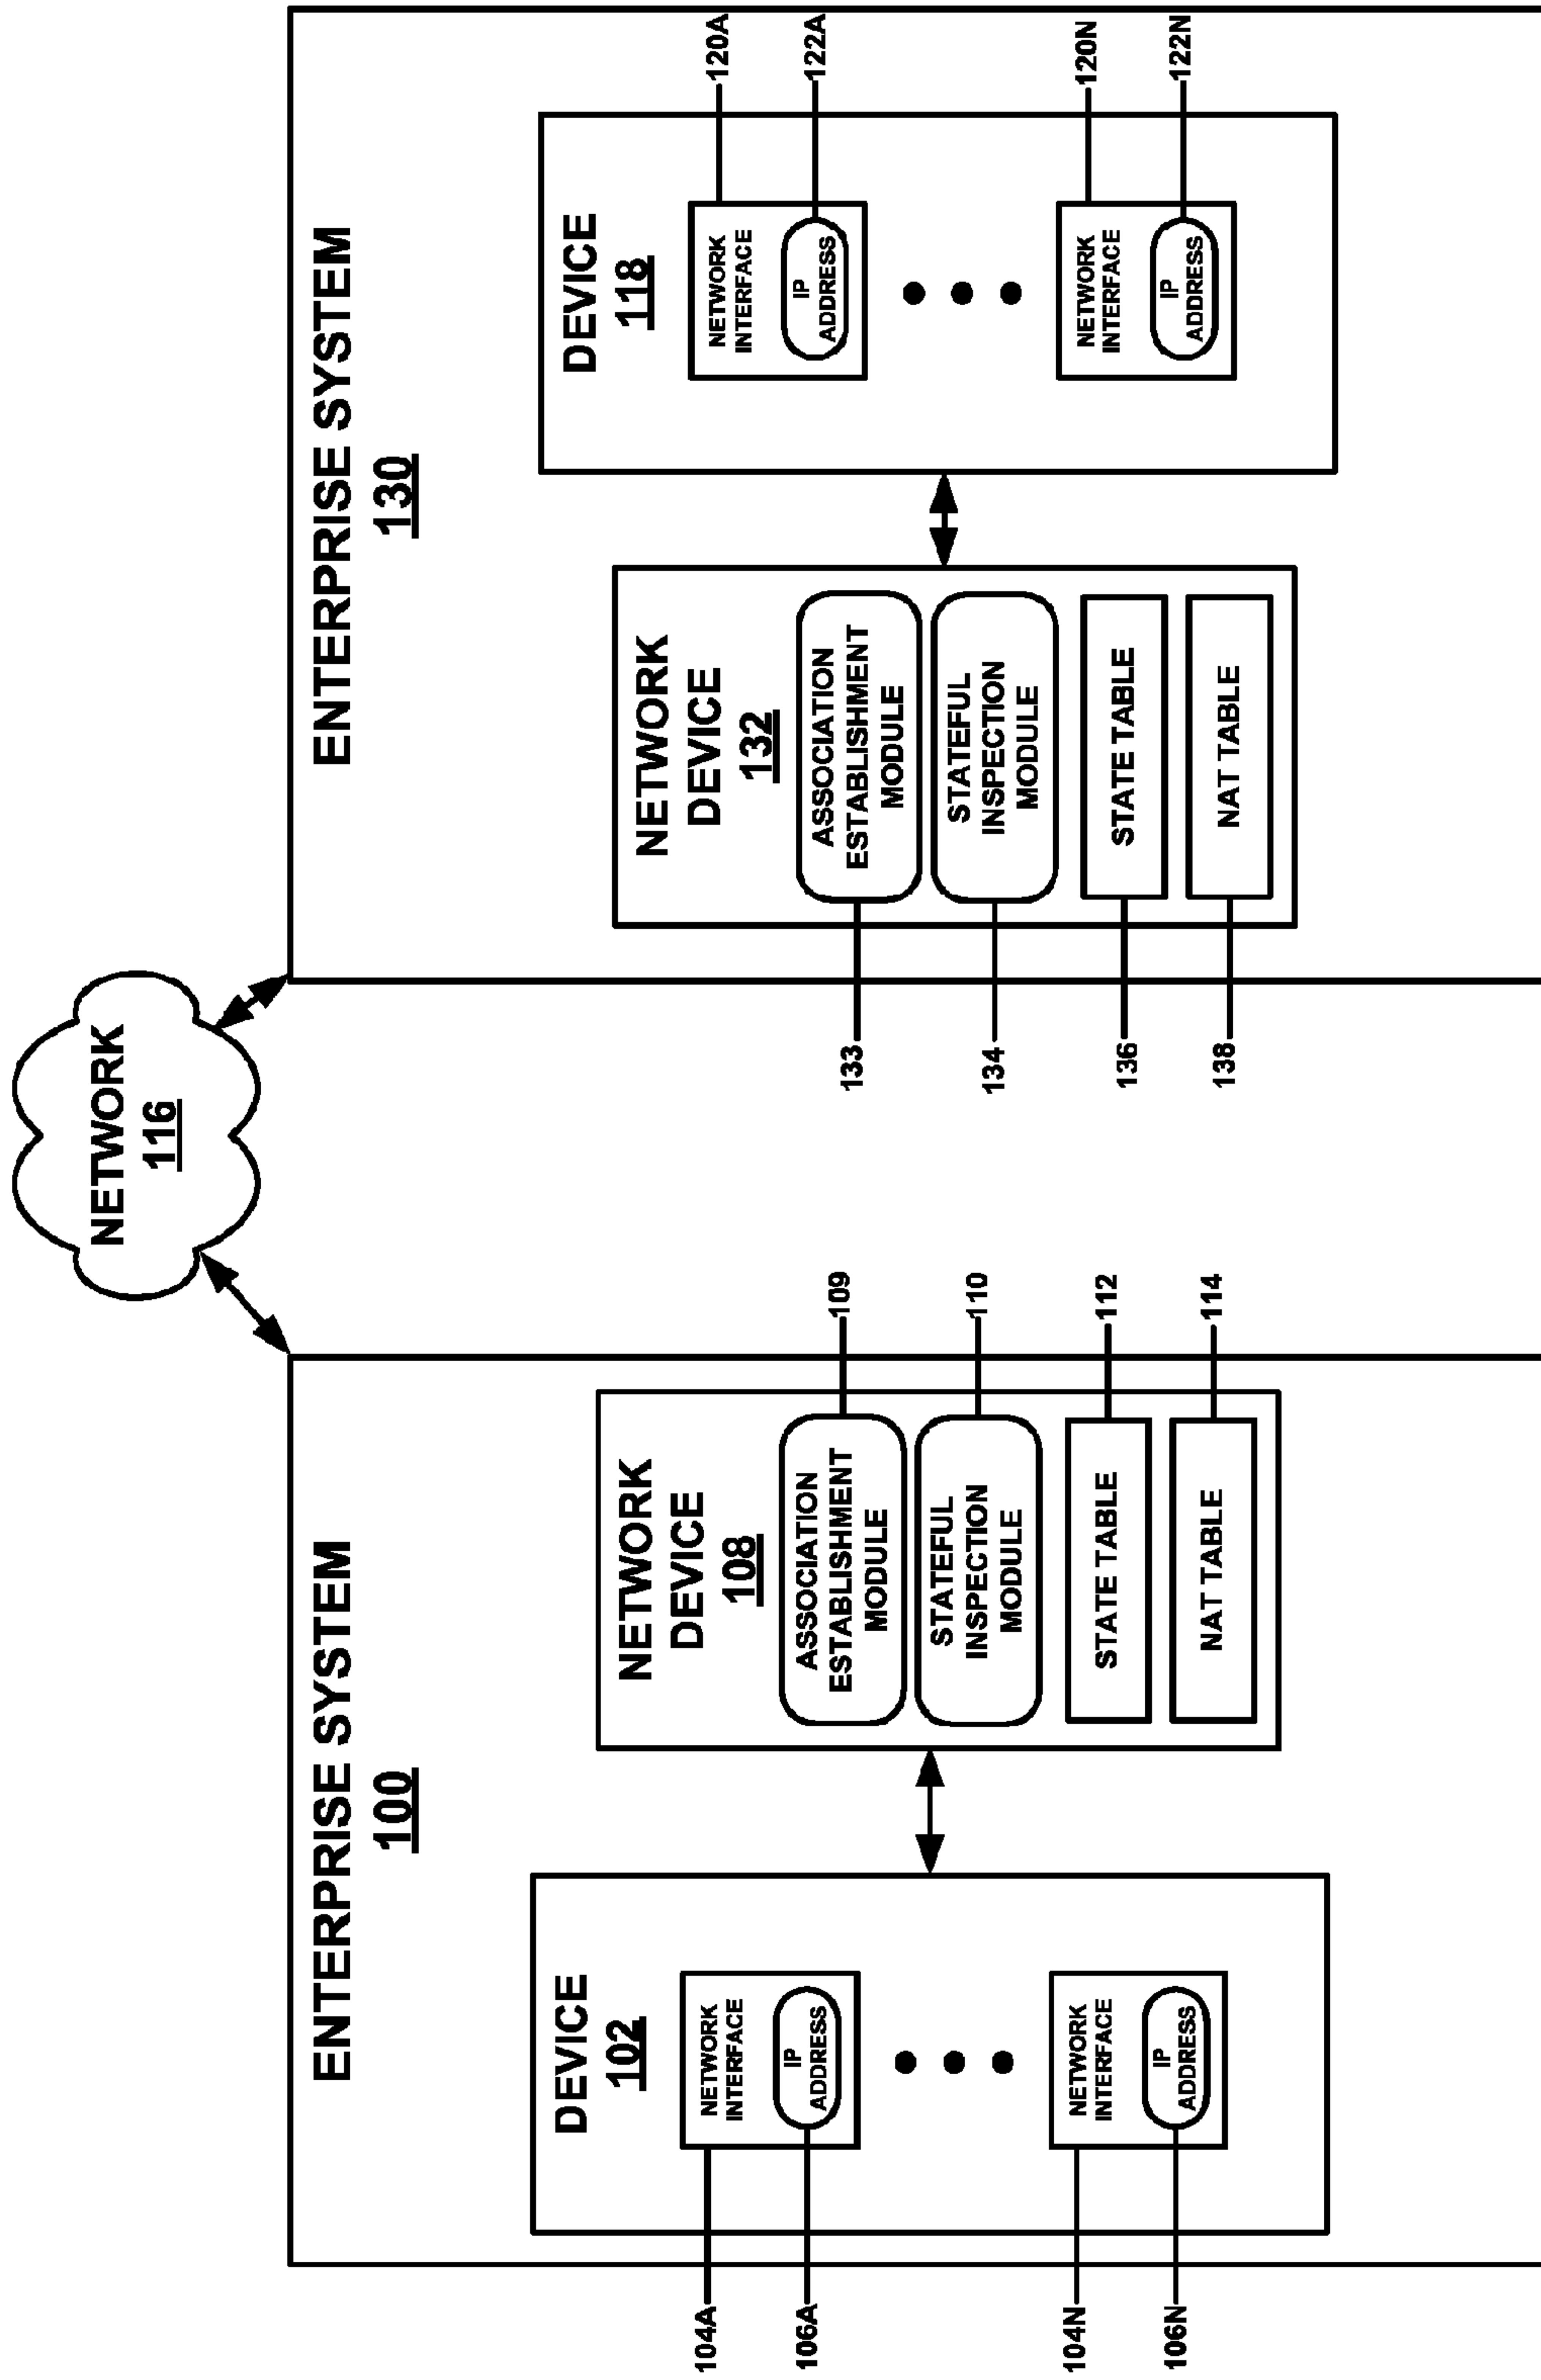 NETWORK
116
ENTERPRISE SYSTEM
100
DEVICE
102
NETWORK
INTERFACE
IP
ADDRESS
NETWORK
INTERFACE
IP
ADDRESS
104A
106A
104N
106N
NETWORK
DEVICE
108
ASSOCIATION
ESTABLISHMENT
MODULE
STATEFUL
INSPECTION
MODULE
STATE TABLE
NAT TABLE
109
110
112
114
ENTERPRISE SYSTEM
130
NETWORK
DEVICE
132
ASSOCIATION
ESTABLISHMENT
MODULE
STATEFUL
INSPECTION
MODULE
STATE TABLE
NAT TABLE
133
134
136
138
DEVICE
118
NETWORK
INTERFACE
IP
ADDRESS
NETWORK
INTERFACE
IP
ADDRESS
120A
122A
120N
122N